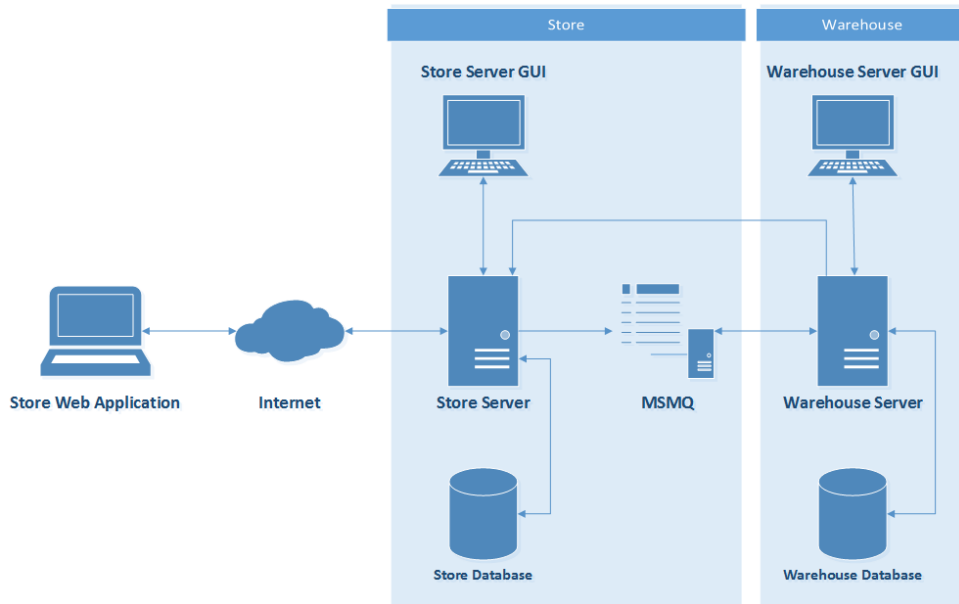 Store
Warehouse
Store Server GUI
Warehouse Server GUI
Store Web Application
Internet
Store Server
MSMQ
Warehouse Server
Store Database
Warehouse Database